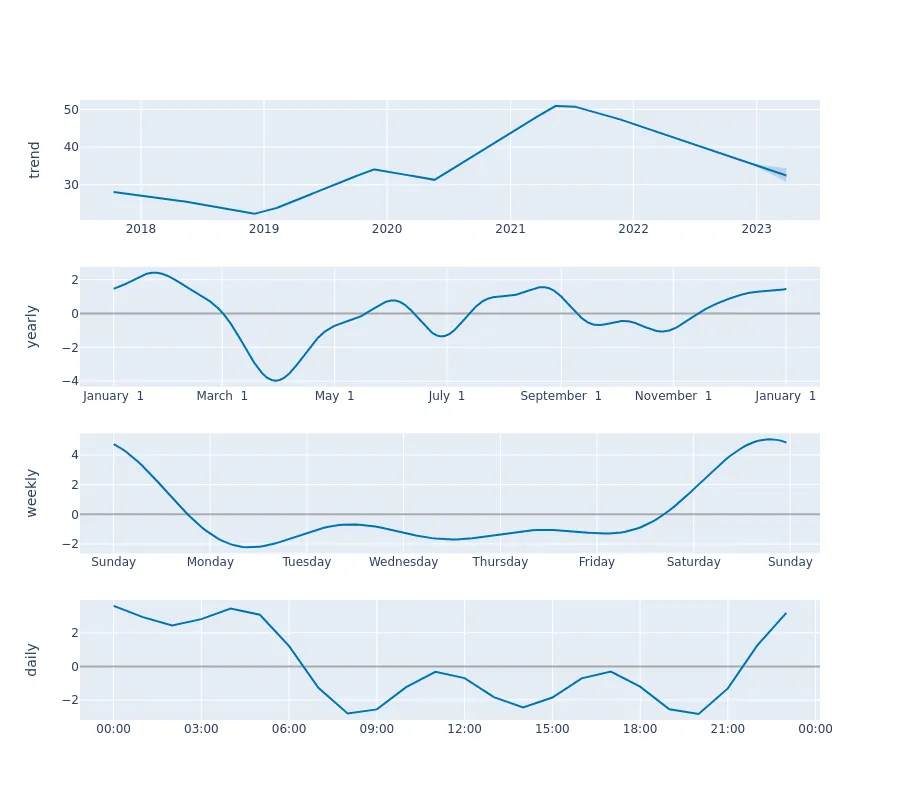 50
40
30
trend
2018 2019 2020 2021 2022 2023
2
0
−2
−4
yearly
January 1 March 1 May 1 July 1 September 1 November 1 January 1
4
2
0
−2
weekly
Sunday Monday Tuesday Wednesday Thursday Friday Saturday Sunday
2
0
−2
daily
00:00 03:00 06:00 09:00 12:00 15:00 18:00 21:00 00:00